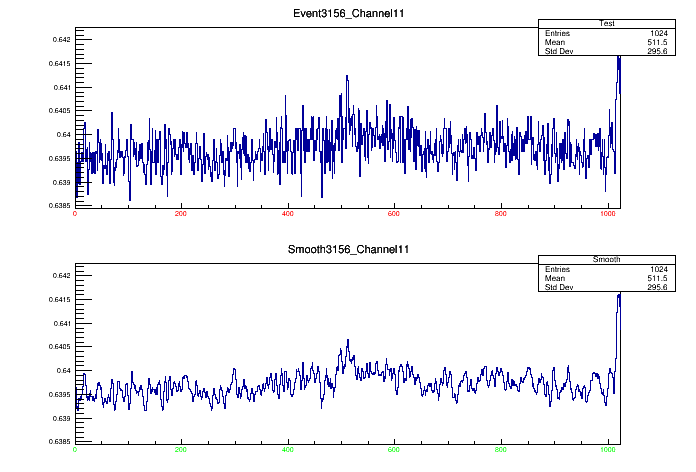 Event3156_Channel11
Test
Entries 1024
Mean 511.5
Std Dev 295.6
0.642
0.6415
0.641
0.6405
0.64
0.6395
0.639
0.6385
0 200 400 600 800 1000
Smooth3156_Channel11
Smooth
Entries 1024
Mean 511.5
Std Dev 295.6
0.642
0.6415
0.641
0.6405
0.64
0.6395
0.639
0.6385
0 200 400 600 800 1000